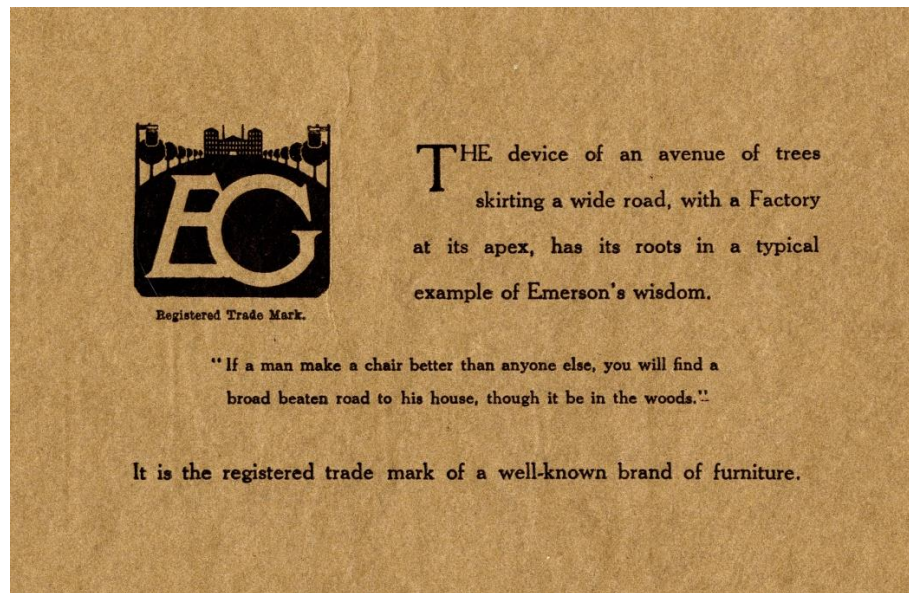 EG
Registered Trade Mark.
THE device of an avenue of trees
skirting a wide road, with a Factory
at its apex, has its roots in a typical
example of Emerson's wisdom.
"If a man make a chair better than anyone else, you will find a
broad beaten road to his house, though it be in the woods."
It is the registered trade mark of a well-known brand of furniture.